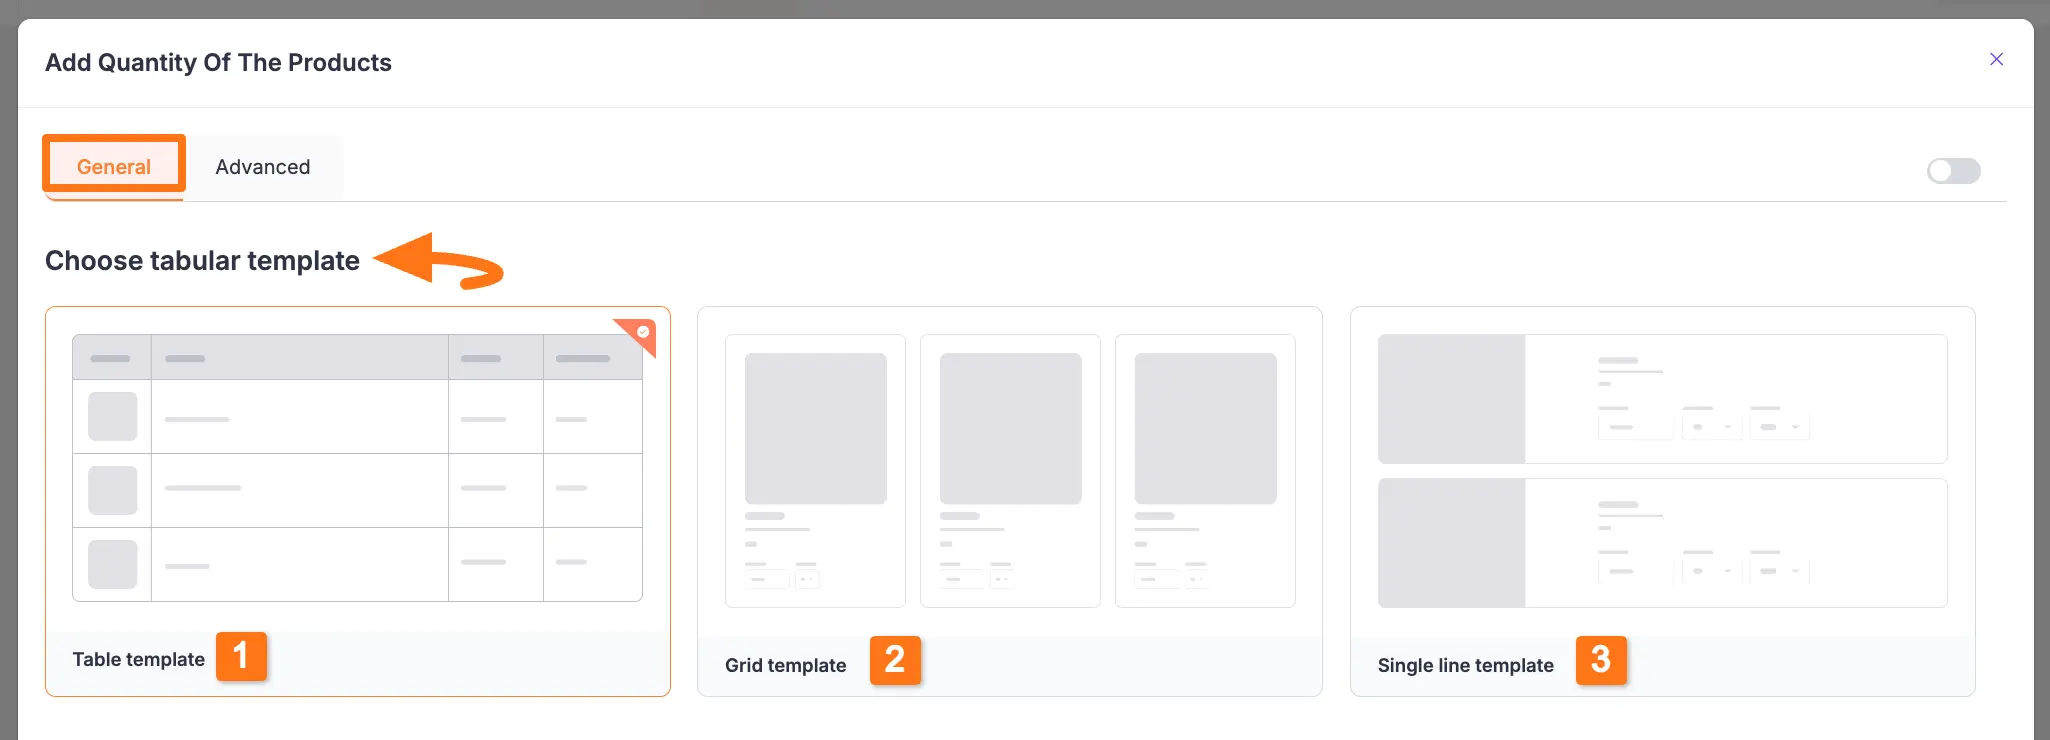 Add Quantity Of The Products
General Advanced
Choose tabular template
Table template 1
Grid template 2
Single line template 3